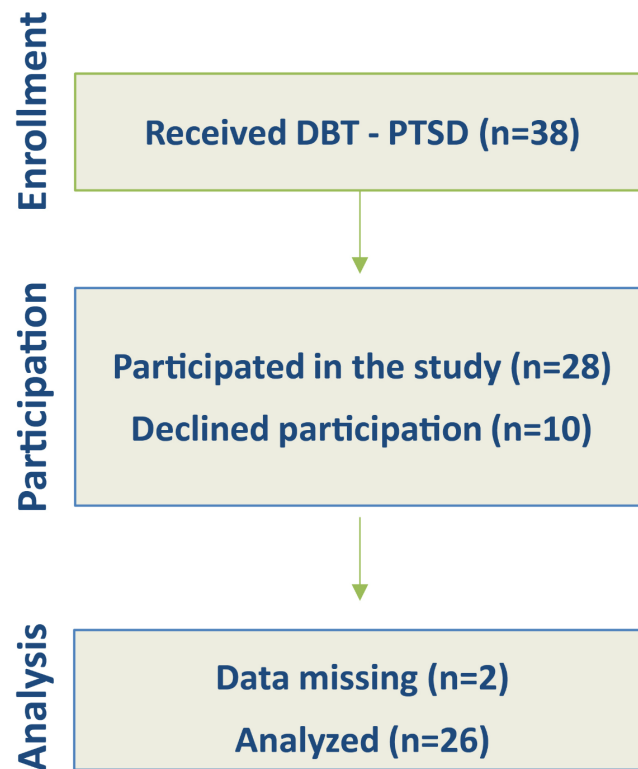 Enrollment
Received DBT - PTSD (n=38)
Participation
Participated in the study (n=28)
Declined participation (n=10)
Analysis
Data missing (n=2)
Analyzed (n=26)